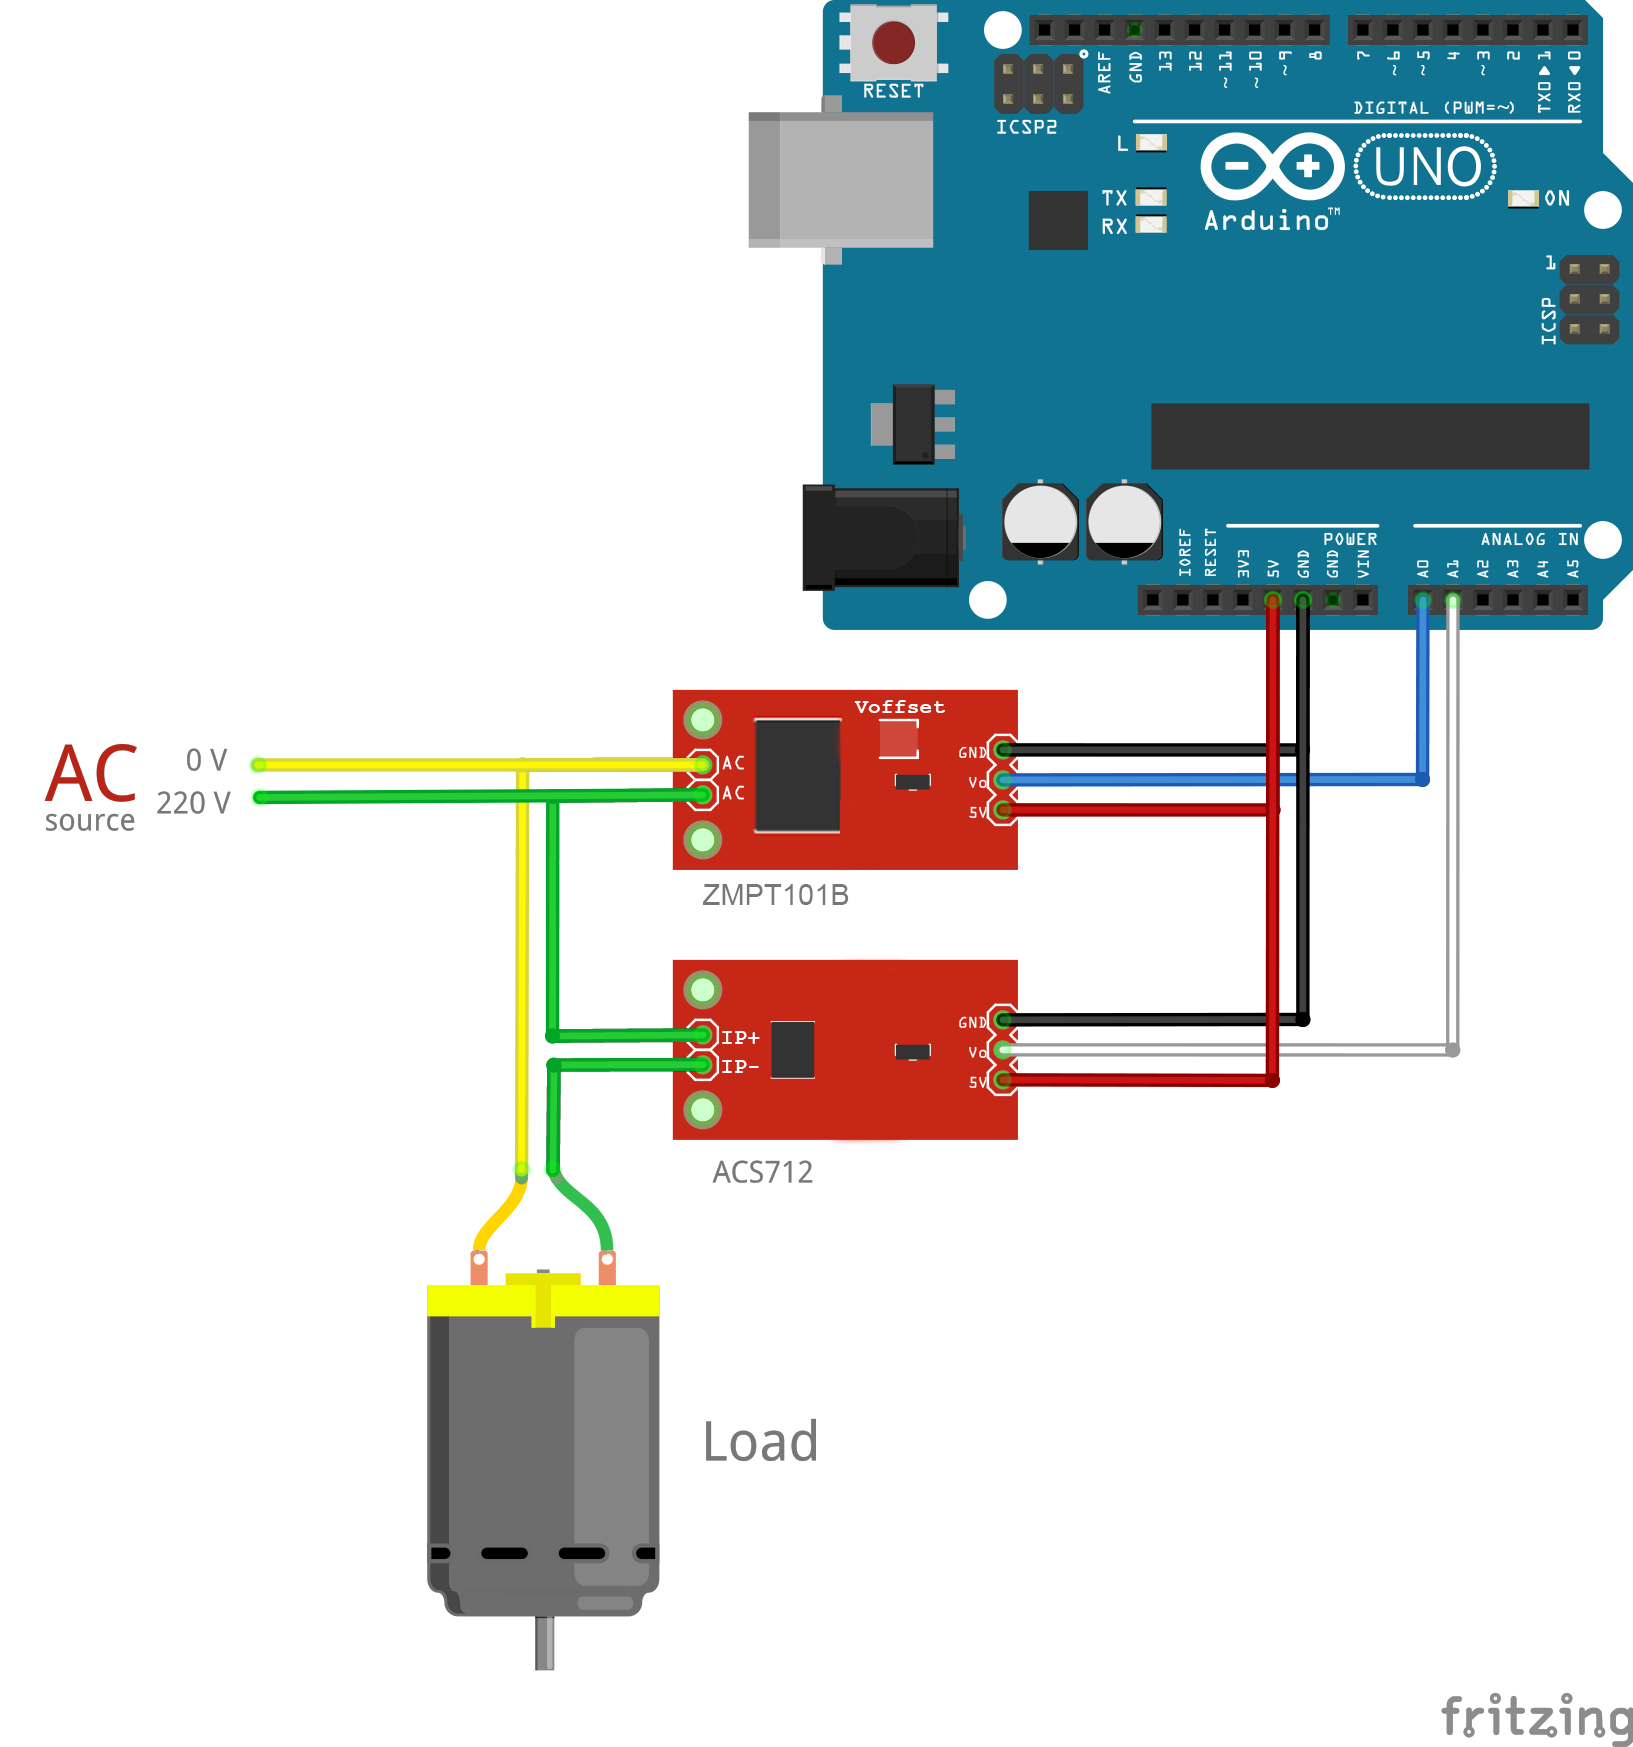 RESET
ICSP2
AREF
GND
13
12
~11
~10
~9
8
7
~6
~5
4
~3
2
TX0▶1
RX0◀0
DIGITAL (PWM=~)
L
TX
RX
- +
Arduino™
UNO
ON
1
ICSP
IOREF
RESET
3V3
5V
GND
GND
VIN
POWER
A0
A1
A2
A3
A4
A5
ANALOG IN
AC
source
0 V
220 V
Voffset
AC
AC
GND
Vo
5V
ZMPT101B
IP+
IP-
GND
Vo
5V
ACS712
Load
fritzing